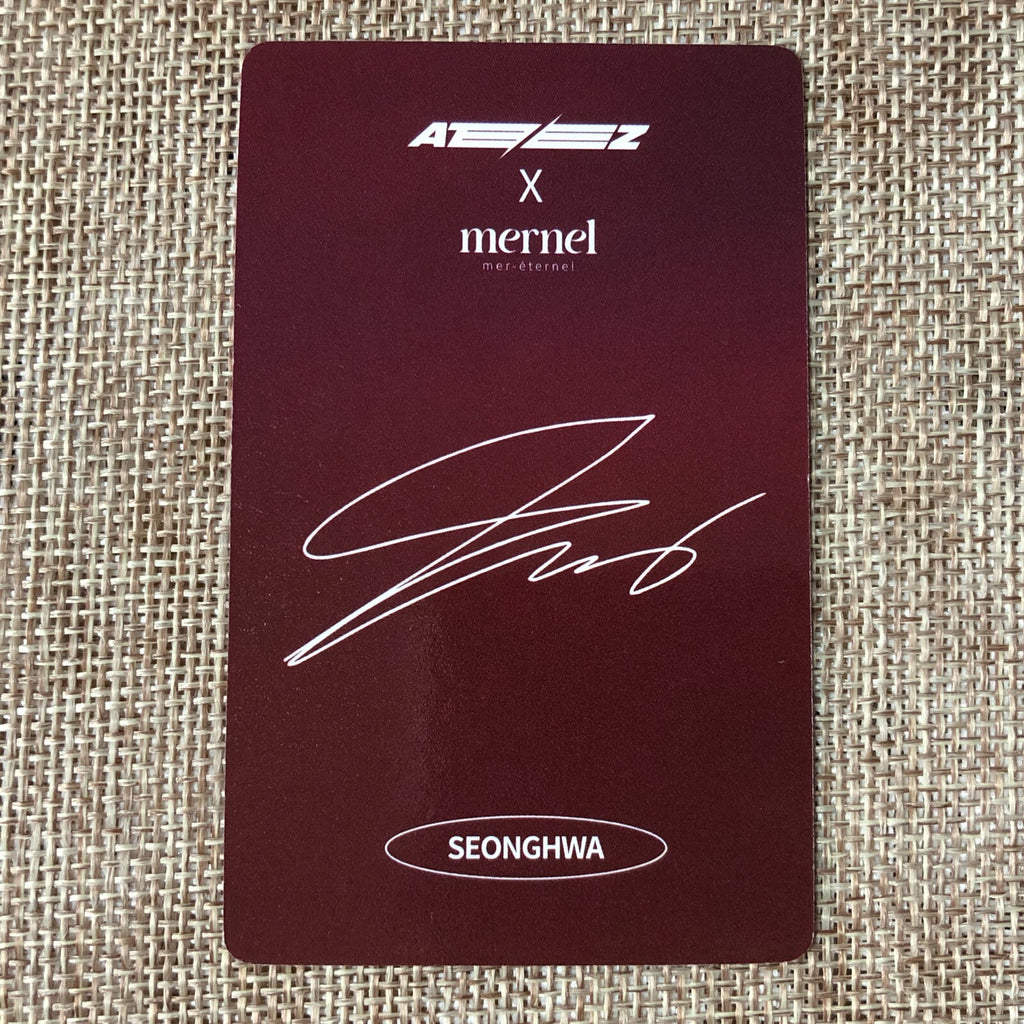 ATEEZ
X
mernel
mer-éternel
SEONGHWA